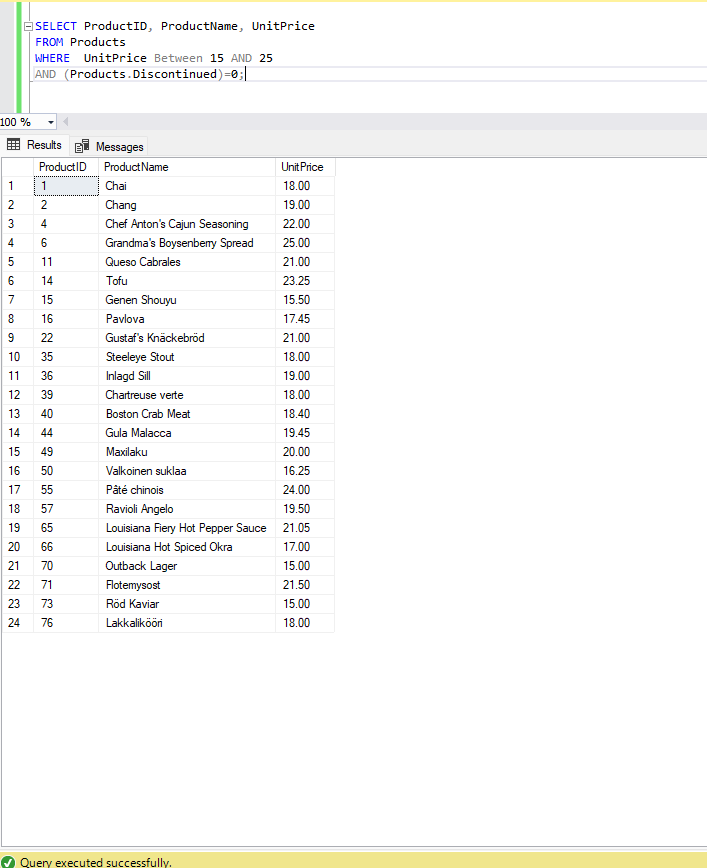 SELECT ProductID, ProductName, UnitPrice
FROM Products
WHERE  UnitPrice Between 15 AND 25
AND (Products.Discontinued)=0;
100 %
Results Messages
ProductID ProductName UnitPrice
1 1 Chai 18.00
2 2 Chang 19.00
3 4 Chef Anton's Cajun Seasoning 22.00
4 6 Grandma's Boysenberry Spread 25.00
5 11 Queso Cabrales 21.00
6 14 Tofu 23.25
7 15 Genen Shouyu 15.50
8 16 Pavlova 17.45
9 22 Gustaf's Knäckebröd 21.00
10 35 Steeleye Stout 18.00
11 36 Inlagd Sill 19.00
12 39 Chartreuse verte 18.00
13 40 Boston Crab Meat 18.40
14 44 Gula Malacca 19.45
15 49 Maxilaku 20.00
16 50 Valkoinen suklaa 16.25
17 55 Pâté chinois 24.00
18 57 Ravioli Angelo 19.50
19 65 Louisiana Fiery Hot Pepper Sauce 21.05
20 66 Louisiana Hot Spiced Okra 17.00
21 70 Outback Lager 15.00
22 71 Flotemysost 21.50
23 73 Röd Kaviar 15.00
24 76 Lakkalikööri 18.00
Query executed successfully.